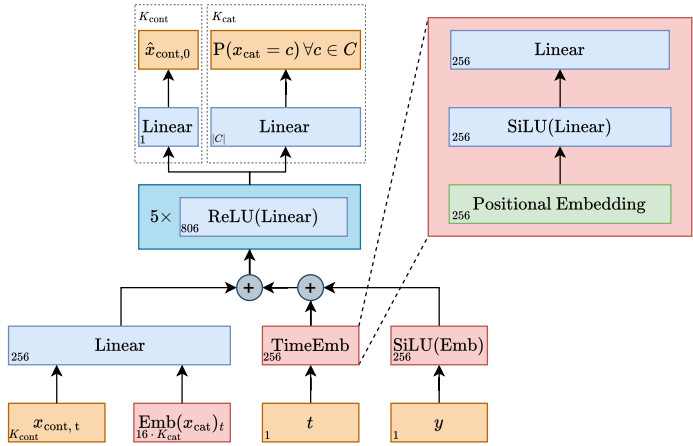 K_cont
K_cat
x̂_cont,0
P(x_cat = c) ∀c ∈ C
Linear
1
Linear
|C|
5×
ReLU(Linear)
806
Linear
256
SiLU(Linear)
256
Positional Embedding
256
+
+
Linear
256
TimeEmb
256
SiLU(Emb)
256
x_cont, t
K_cont
Emb(x_cat)_t
16 · K_cat
t
1
y
1